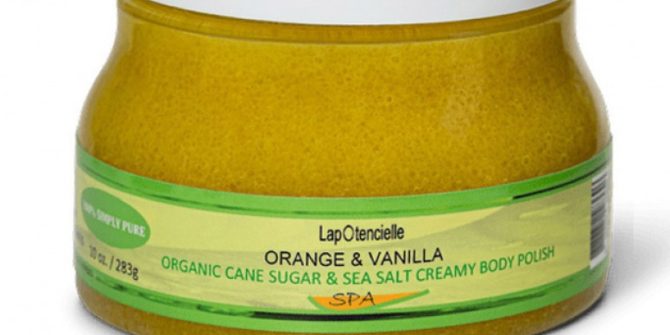 100% SIMPLY PURE
10 oz. / 283g
LapOtencielle
ORANGE & VANILLA
ORGANIC CANE SUGAR & SEA SALT CREAMY BODY POLISH
SPA